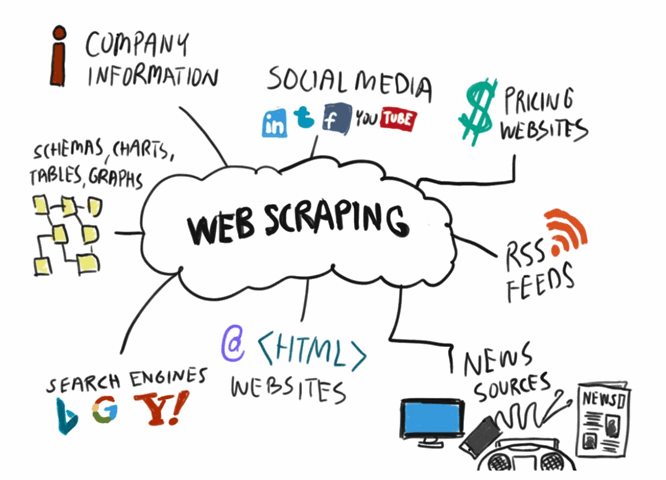 COMPANY
INFORMATION
SOCIAL MEDIA
in t f YOU TUBE
$ PRICING
WEBSITES
SCHEMAS, CHARTS,
TABLES, GRAPHS
WEB SCRAPING
RSS
FEEDS
@ <HTML>
WEBSITES
SEARCH ENGINES
b G Y!
NEWS
SOURCES
NEWSD